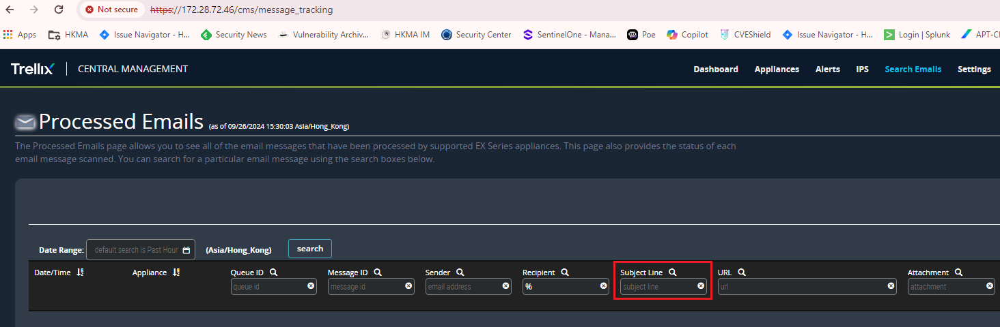 Not secure https://172.28.72.46/cms/message_tracking
Apps HKMA Issue Navigator - H... Security News Vulnerability Archiv... HKMA IM Security Center SentinelOne - Mana... Poe Copilot CVEShield Issue Navigator - H... Login | Splunk APT-C
Trellix CENTRAL MANAGEMENT Dashboard Appliances Alerts IPS Search Emails Settings
Processed Emails (as of 09/26/2024 15:30:03 Asia/Hong_Kong)
The Processed Emails page allows you to see all of the email messages that have been processed by supported EX Series appliances. This page also provides the status of each
email message scanned. You can search for a particular email message using the search boxes below.
Date Range: default search is Past Hour (Asia/Hong_Kong) search
Date/Time Appliance Queue ID Message ID Sender Recipient Subject Line URL Attachment
queue id message id email address % subject line url attachment